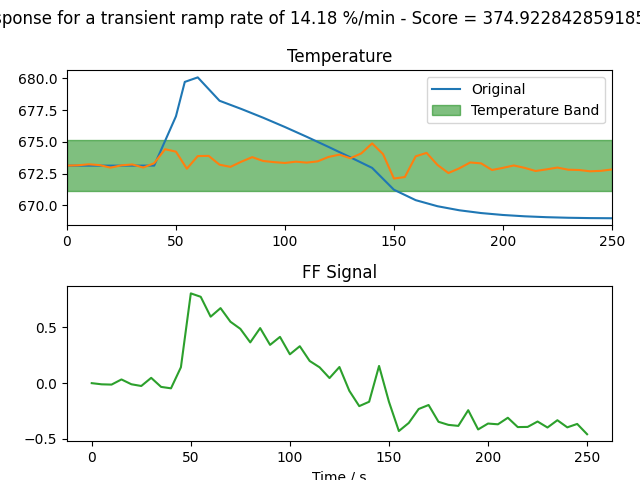 sponse for a transient ramp rate of 14.18 %/min - Score = 374.922842859185
Temperature
680.0
677.5
675.0
672.5
670.0
Original
Temperature Band
0 50 100 150 200 250
FF Signal
0.5
0.0
−0.5
0 50 100 150 200 250
Time / s